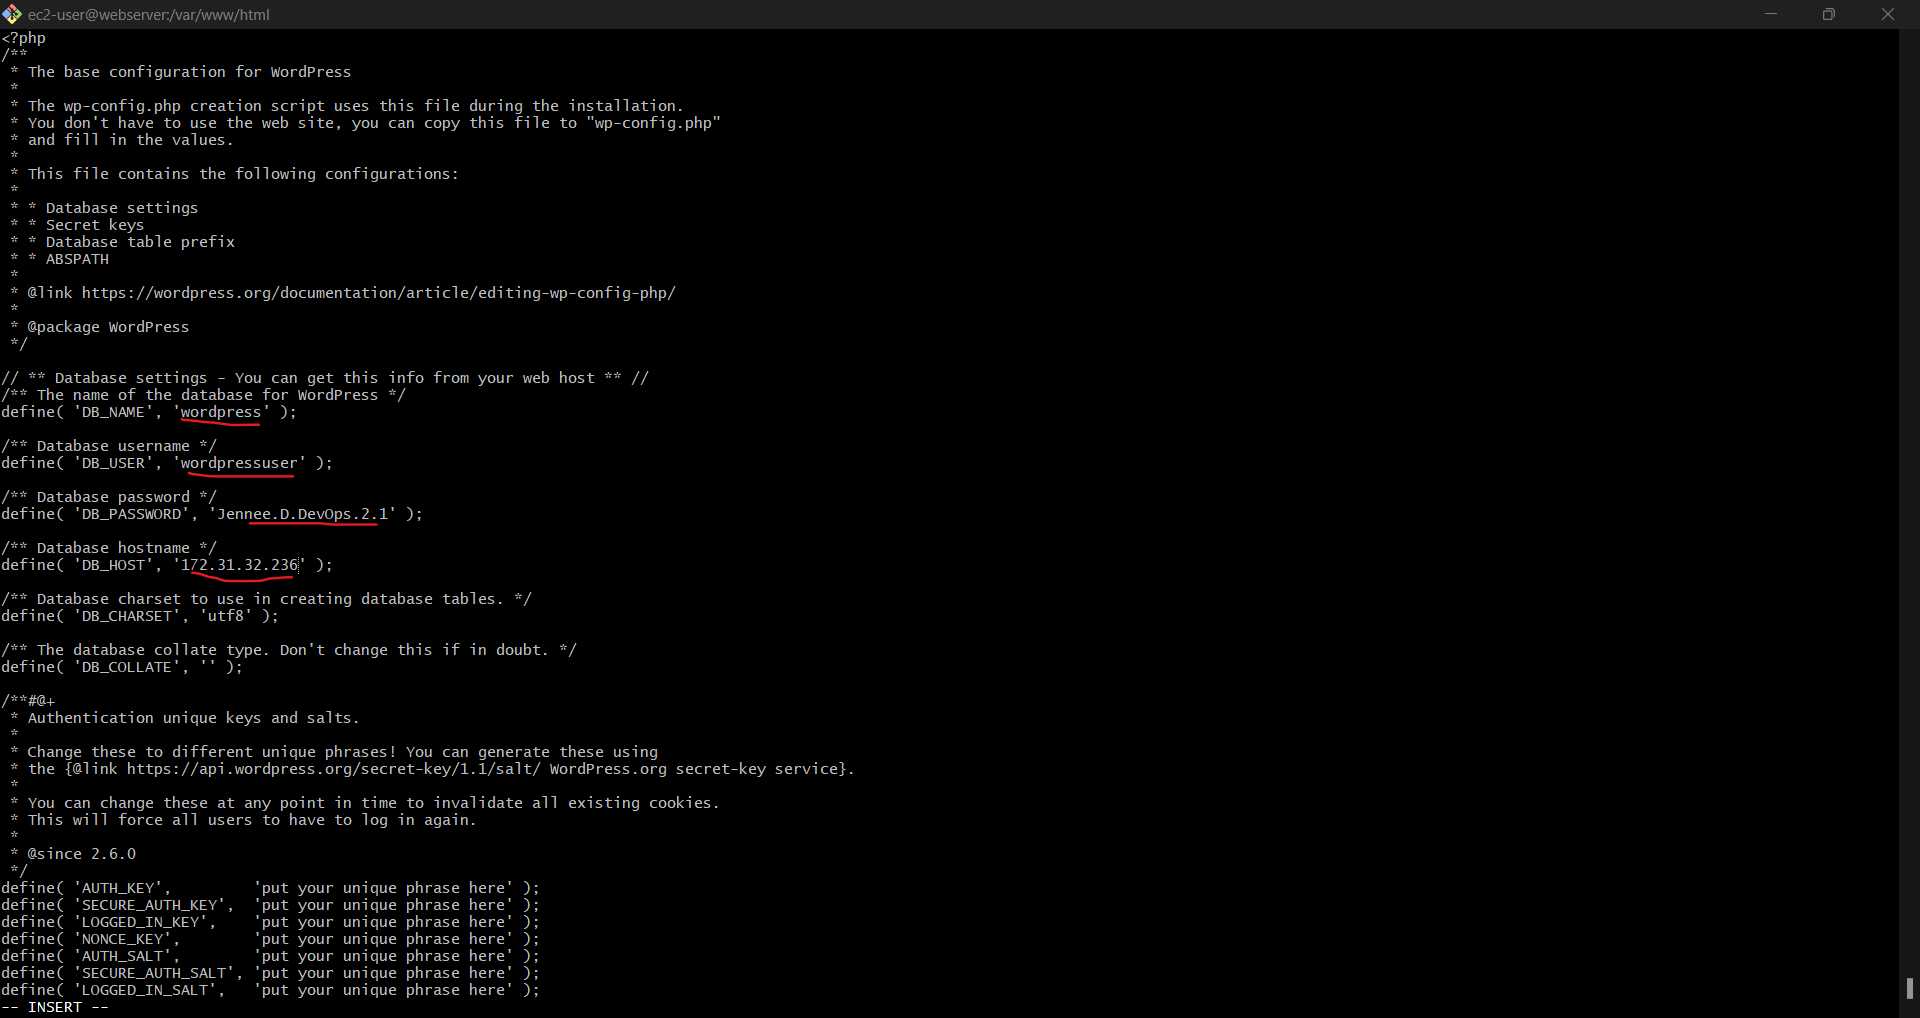 ec2-user@webserver:/var/www/html
<?php
/**
 * The base configuration for WordPress
 *
 * The wp-config.php creation script uses this file during the installation.
 * You don't have to use the web site, you can copy this file to "wp-config.php"
 * and fill in the values.
 *
 * This file contains the following configurations:
 *
 * * Database settings
 * * Secret keys
 * * Database table prefix
 * * ABSPATH
 *
 * @link https://wordpress.org/documentation/article/editing-wp-config-php/
 *
 * @package WordPress
 */
// ** Database settings - You can get this info from your web host ** //
/** The name of the database for WordPress */
define( 'DB_NAME', 'wordpress' );
/** Database username */
define( 'DB_USER', 'wordpressuser' );
/** Database password */
define( 'DB_PASSWORD', 'Jennee.D.DevOps.2.1' );
/** Database hostname */
define( 'DB_HOST', '172.31.32.236' );
/** Database charset to use in creating database tables. */
define( 'DB_CHARSET', 'utf8' );
/** The database collate type. Don't change this if in doubt. */
define( 'DB_COLLATE', '' );
/**#@+
 * Authentication unique keys and salts.
 *
 * Change these to different unique phrases! You can generate these using
 * the {@link https://api.wordpress.org/secret-key/1.1/salt/ WordPress.org secret-key service}.
 *
 * You can change these at any point in time to invalidate all existing cookies.
 * This will force all users to have to log in again.
 *
 * @since 2.6.0
 */
define( 'AUTH_KEY',         'put your unique phrase here' );
define( 'SECURE_AUTH_KEY',  'put your unique phrase here' );
define( 'LOGGED_IN_KEY',    'put your unique phrase here' );
define( 'NONCE_KEY',        'put your unique phrase here' );
define( 'AUTH_SALT',        'put your unique phrase here' );
define( 'SECURE_AUTH_SALT', 'put your unique phrase here' );
define( 'LOGGED_IN_SALT',   'put your unique phrase here' );
-- INSERT --